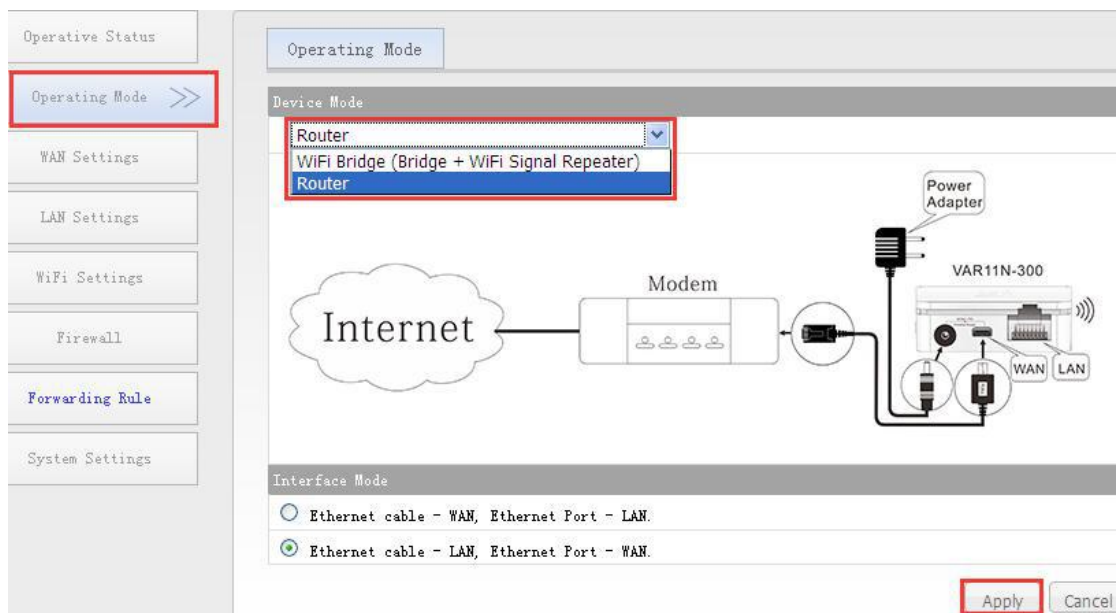 Operative Status
Operating Mode
WAN Settings
LAN Settings
WiFi Settings
Firewall
Forwarding Rule
System Settings
Operating Mode
Device Mode
Router
WiFi Bridge (Bridge + WiFi Signal Repeater)
Router
Power
Adapter
VAR11N-300
Modem
Internet
WAN
LAN
Interface Mode
Ethernet cable - WAN, Ethernet Port - LAN.
Ethernet cable - LAN, Ethernet Port - WAN.
Apply
Cancel